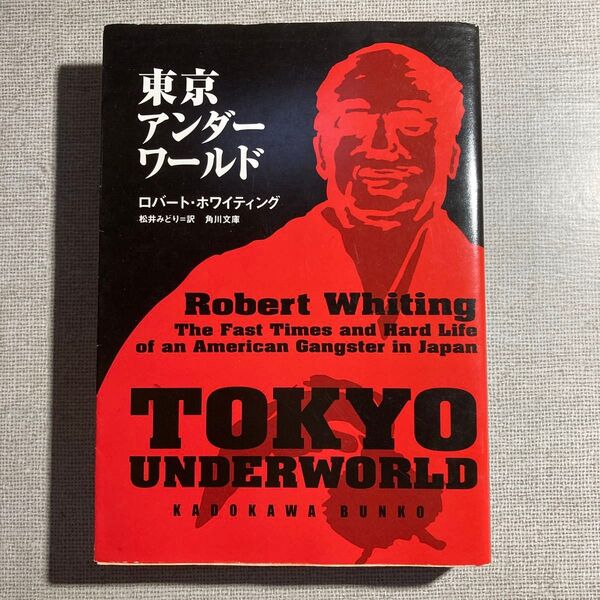 東京
アンダー
ワールド
ロバート・ホワイティング
松井みどり=訳 角川文庫
Robert Whiting
The Fast Times and Hard Life
of an American Gangster in Japan
TOKYO
UNDERWORLD
KADOKAWA BUNKO